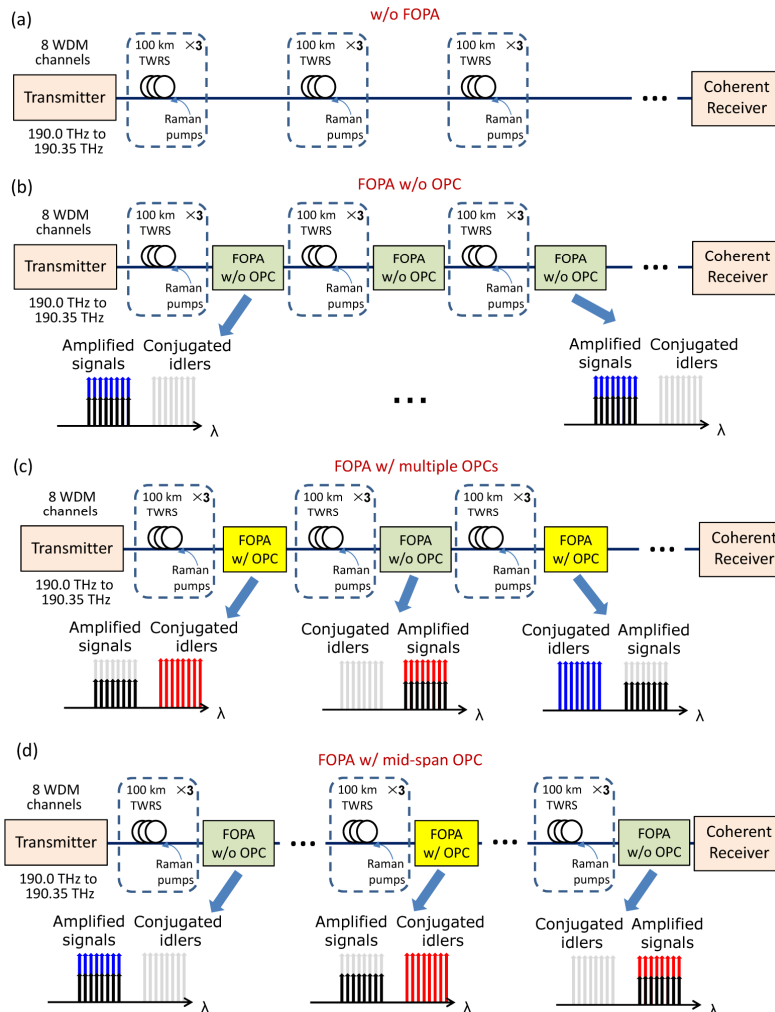 (a)
w/o FOPA
8 WDM
channels
Transmitter
190.0 THz to
190.35 THz
100 km ×3
TWRS
Raman
pumps
100 km ×3
TWRS
Raman
pumps
100 km ×3
TWRS
Raman
pumps
...
Coherent
Receiver
(b)
FOPA w/o OPC
8 WDM
channels
Transmitter
190.0 THz to
190.35 THz
100 km ×3
TWRS
Raman
pumps
FOPA
w/o OPC
100 km ×3
TWRS
Raman
pumps
FOPA
w/o OPC
100 km ×3
TWRS
Raman
pumps
FOPA
w/o OPC
...
Coherent
Receiver
Amplified
signals
Conjugated
idlers
λ
...
Amplified
signals
Conjugated
idlers
λ
(c)
FOPA w/ multiple OPCs
8 WDM
channels
Transmitter
190.0 THz to
190.35 THz
100 km ×3
TWRS
Raman
pumps
FOPA
w/ OPC
100 km ×3
TWRS
Raman
pumps
FOPA
w/o OPC
100 km ×3
TWRS
Raman
pumps
FOPA
w/ OPC
...
Coherent
Receiver
Amplified
signals
Conjugated
idlers
λ
Conjugated
idlers
Amplified
signals
λ
Conjugated
idlers
Amplified
signals
λ
(d)
FOPA w/ mid-span OPC
8 WDM
channels
Transmitter
190.0 THz to
190.35 THz
100 km ×3
TWRS
Raman
pumps
FOPA
w/o OPC
...
100 km ×3
TWRS
Raman
pumps
FOPA
w/ OPC
...
100 km ×3
TWRS
Raman
pumps
FOPA
w/o OPC
Coherent
Receiver
Amplified
signals
Conjugated
idlers
λ
Amplified
signals
Conjugated
idlers
λ
Conjugated
idlers
Amplified
signals
λ